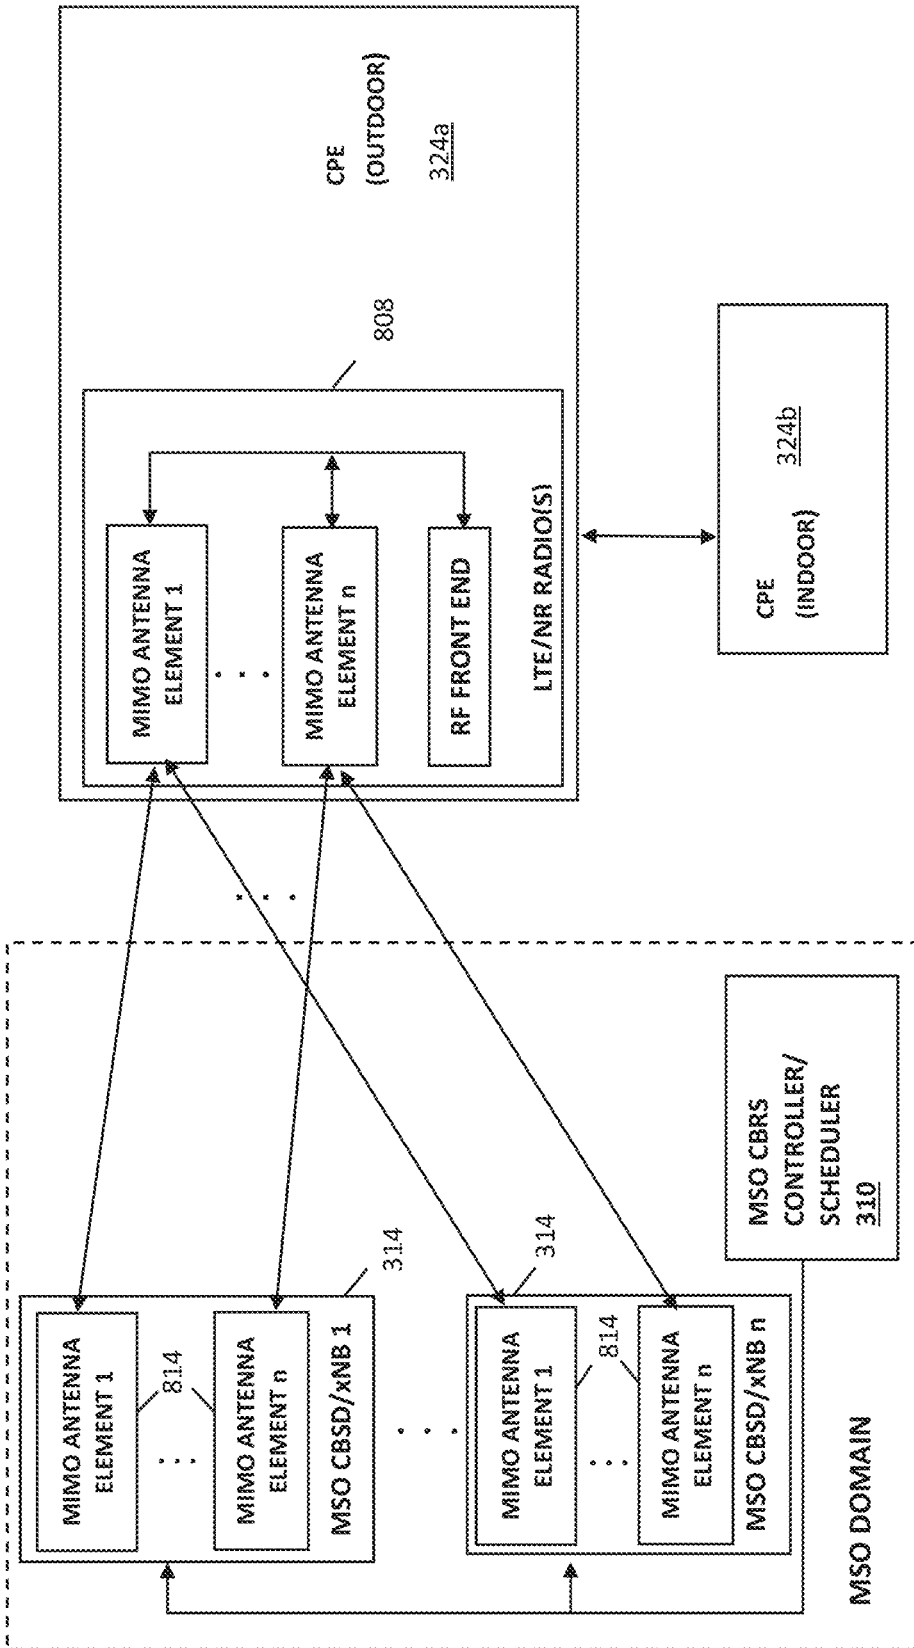 MIMO ANTENNA
ELEMENT 1
814
. . .
MIMO ANTENNA
ELEMENT n
MSO CBSD/xNB 1
314
. . .
MIMO ANTENNA
ELEMENT 1
314
814
. . .
MIMO ANTENNA
ELEMENT n
MSO CBSD/xNB n
MSO DOMAIN
MSO CBRS
CONTROLLER/
SCHEDULER
310
. . .
MIMO ANTENNA
ELEMENT 1
. . .
MIMO ANTENNA
ELEMENT n
RF FRONT END
LTE/NR RADIO(S)
808
CPE
(OUTDOOR)
324a
CPE
(INDOOR)
324b